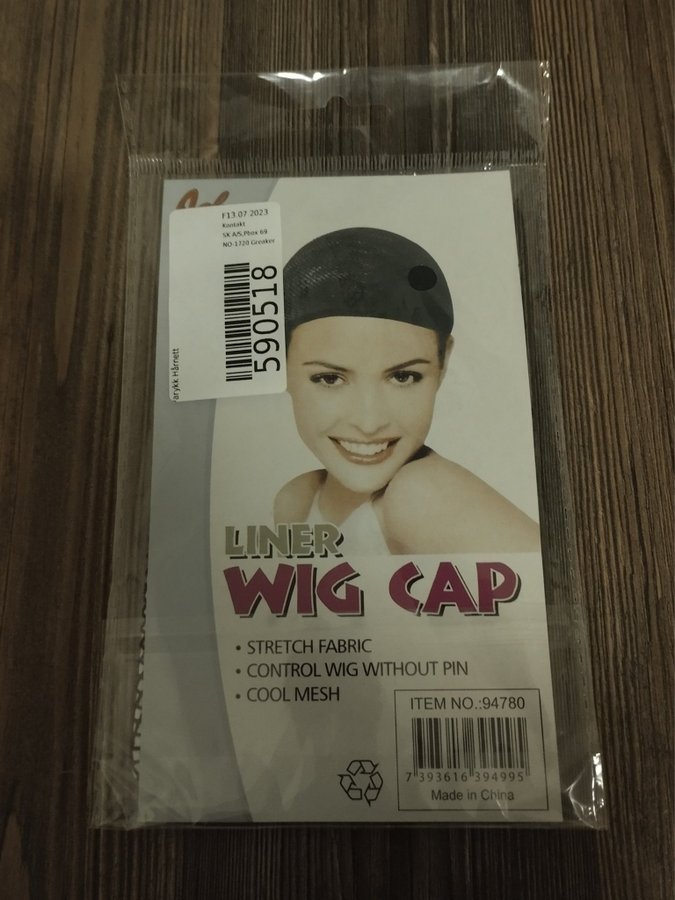 F13.07.2023
Kontakt
SK A/S,Pbox 69
NO-1720 Greaker
590518
Hårnett
LINER
WIG CAP
• STRETCH FABRIC
• CONTROL WIG WITHOUT PIN
• COOL MESH
ITEM NO.:94780
7 393616 394995
Made in China